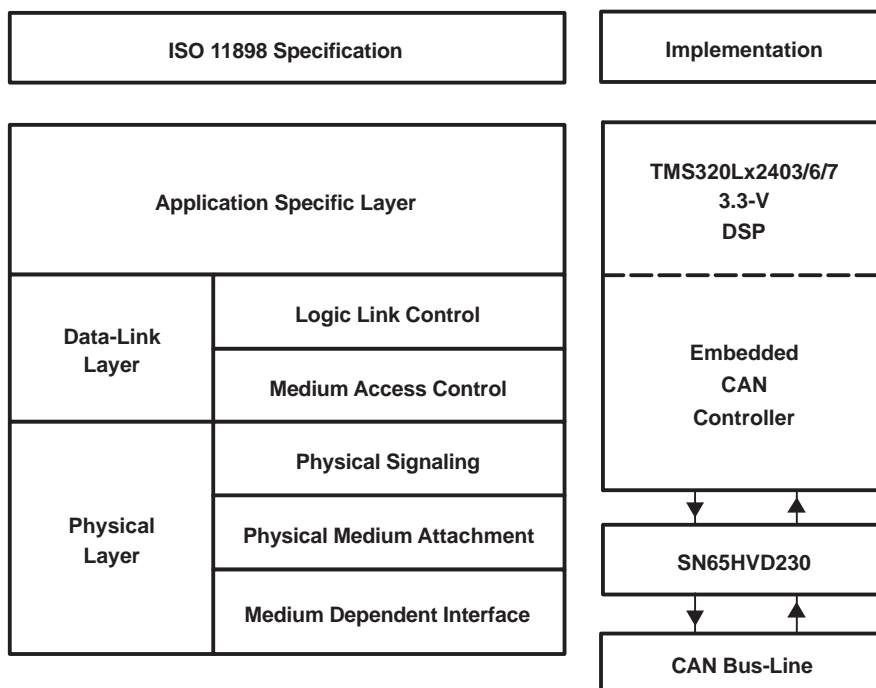 ISO 11898 Specification
Implementation
Application Specific Layer
Data-Link
Layer
Logic Link Control
Medium Access Control
Physical
Layer
Physical Signaling
Physical Medium Attachment
Medium Dependent Interface
TMS320Lx2403/6/7
3.3-V
DSP
Embedded
CAN
Controller
SN65HVD230
CAN Bus-Line